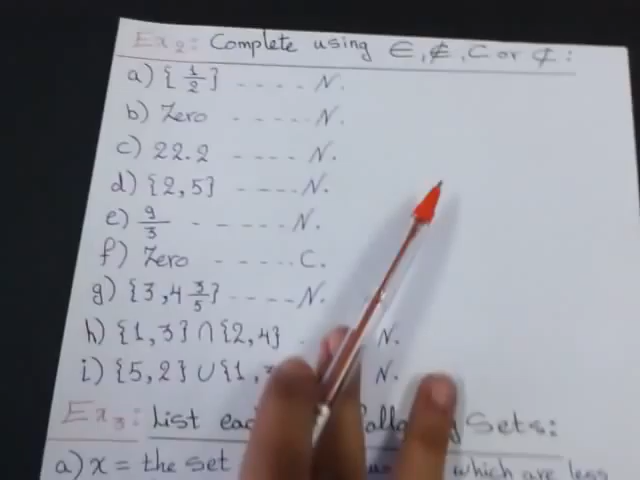 Ex2: Complete using ∈, ∉, ⊂ or ⊄ :
a) { 1/2 } ---- N.
b) Zero ----- N.
c) 22.2 ---- N.
d) {2, 5} ---- N.
e) 9/3 ----- N.
f) Zero ----- C.
g) {3, 4 3/5} ---- N.
h) {1, 3} ∩ {2, 4} - N.
i) {5, 2} ∪ {1, N.
Ex3: List Sets:
a) x = the set which are less